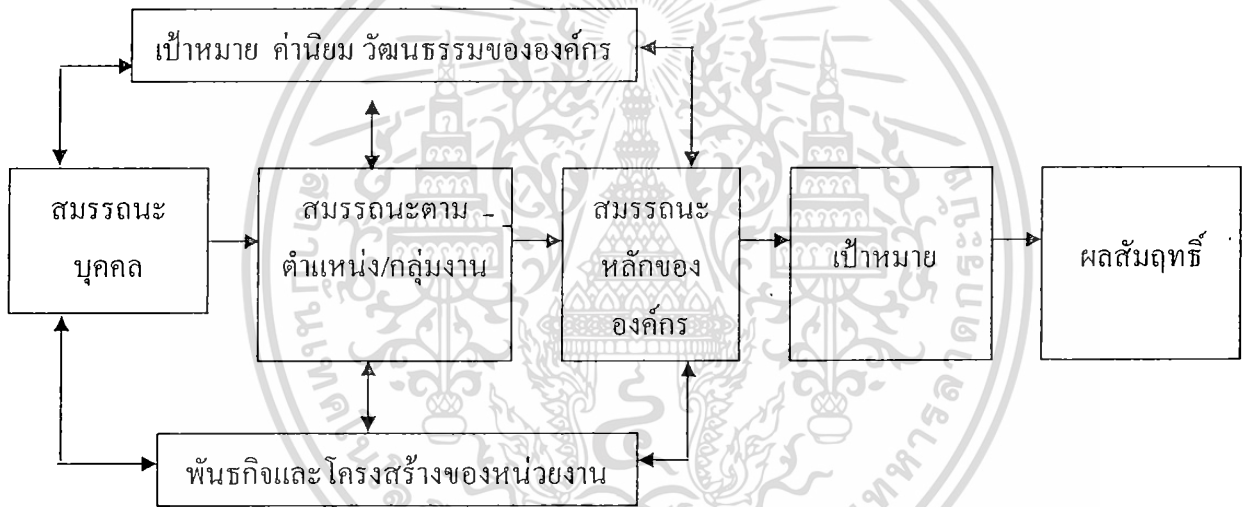 เป้าหมาย ค่านิยม วัฒนธรรมขององค์กร
สมรรถนะ
บุคคล
สมรรถนะตาม
ตำแหน่ง/กลุ่มงาน
สมรรถนะ
หลักของ
องค์กร
เป้าหมาย
ผลสัมฤทธิ์
พันธกิจและโครงสร้างของหน่วยงาน